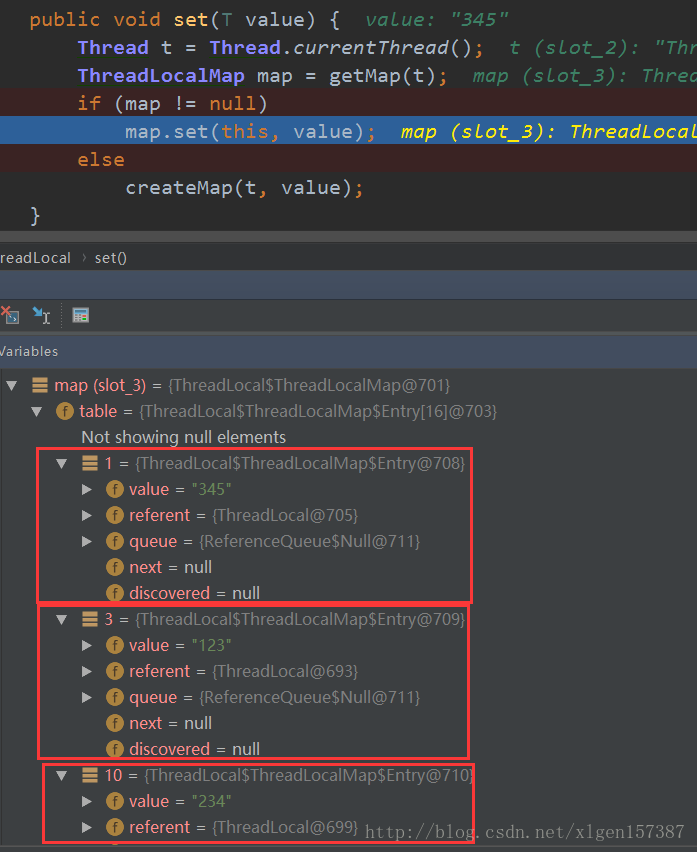 public void set(T value) {  value: "345"
Thread t = Thread.currentThread();  t (slot_2): "Thr
ThreadLocalMap map = getMap(t);  map (slot_3): Threa
if (map != null)
map.set(this, value);  map (slot_3): ThreadLocal
else
createMap(t, value);
}
readLocal › set()
Variables
map (slot_3) = {ThreadLocal$ThreadLocalMap@701}
f table = {ThreadLocal$ThreadLocalMap$Entry[16]@703}
Not showing null elements
1 = {ThreadLocal$ThreadLocalMap$Entry@708}
f value = "345"
f referent = {ThreadLocal@705}
f queue = {ReferenceQueue$Null@711}
f next = null
f discovered = null
3 = {ThreadLocal$ThreadLocalMap$Entry@709}
f value = "123"
f referent = {ThreadLocal@693}
f queue = {ReferenceQueue$Null@711}
f next = null
f discovered = null
10 = {ThreadLocal$ThreadLocalMap$Entry@710}
f value = "234"
f referent = {ThreadLocal@699}
http://blog.csdn.net/xlgen157387